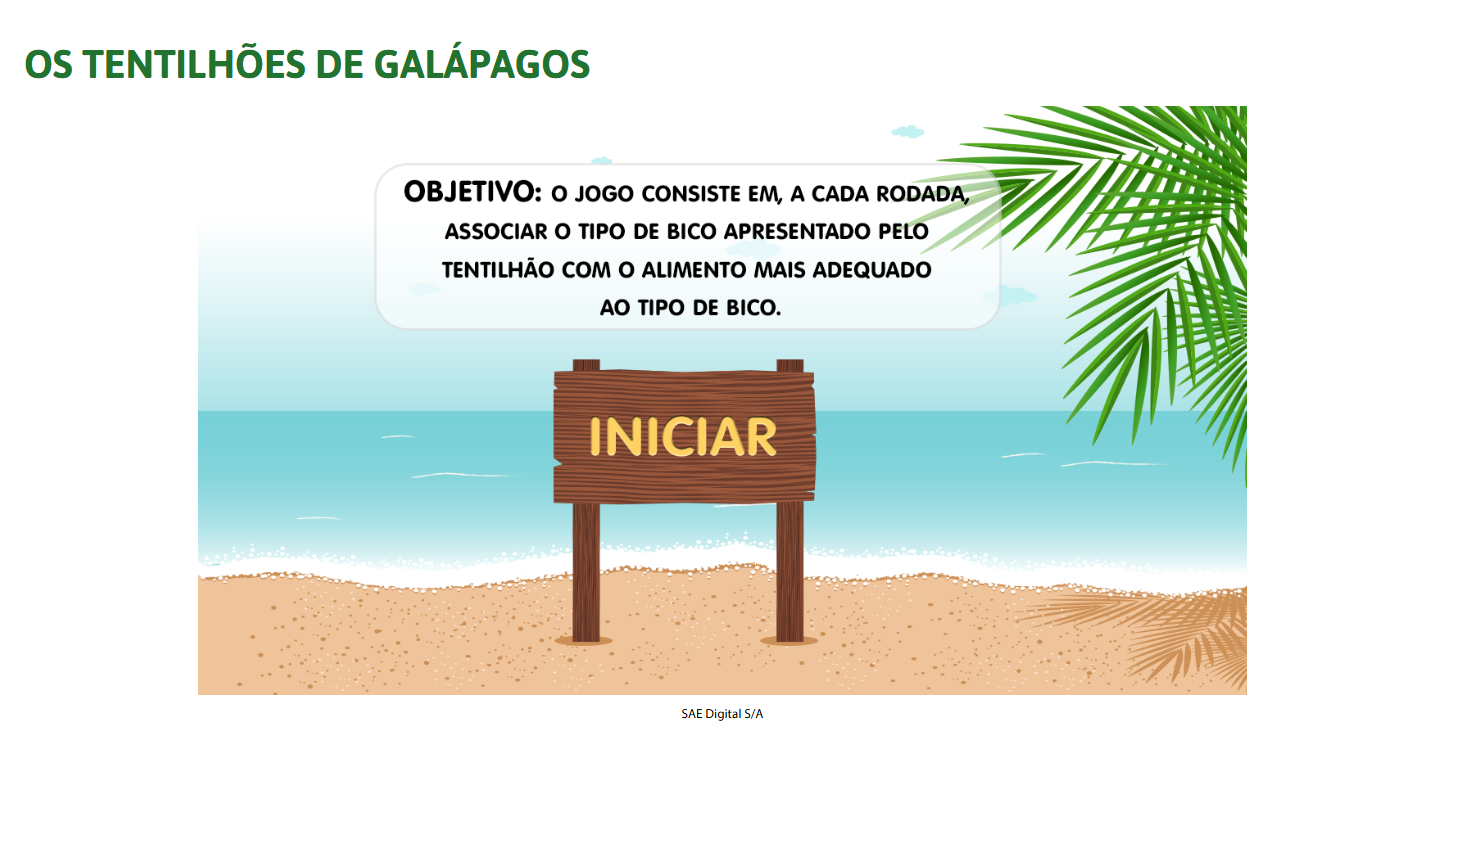 OS TENTILHÕES DE GALÁPAGOS
OBJETIVO: O JOGO CONSISTE EM, A CADA RODADA,
ASSOCIAR O TIPO DE BICO APRESENTADO PELO
TENTILHÃO COM O ALIMENTO MAIS ADEQUADO
AO TIPO DE BICO.
INICIAR
SAE Digital S/A